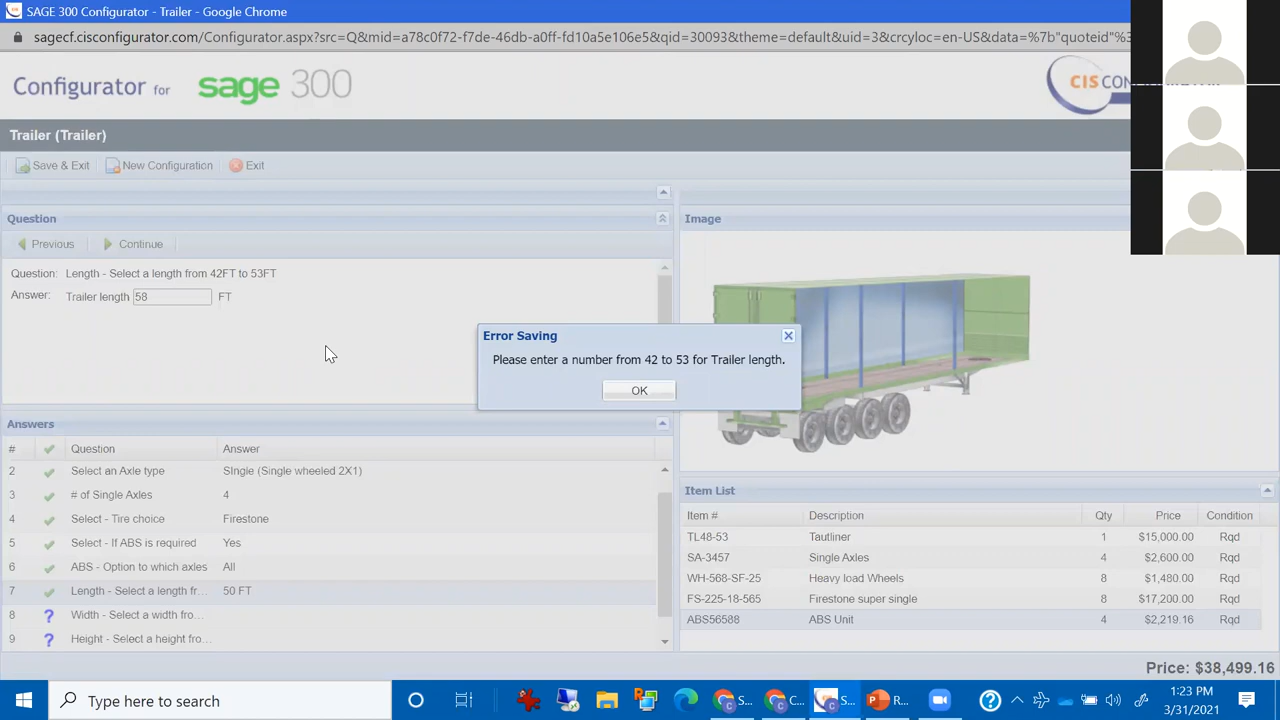 SAGE 300 Configurator - Trailer - Google Chrome
sagecf.cisconfigurator.com/Configurator.aspx?src=Q&mid=a78c0f72-f7de-46db-a0ff-fd10a5e106e5&qid=30093&theme=default&uid=3&crcyloc=en-US&data=%7b"quoteid"%3
Configurator for sage 300
CIS
Trailer (Trailer)
Save & Exit New Configuration Exit
Question
Image
Previous Continue
Question: Length - Select a length from 42FT to 53FT
Answer: Trailer length 58 FT
Error Saving
Please enter a number from 42 to 53 for Trailer length.
OK
Answers
# Question Answer
2 Select an Axle type SIngle (Single wheeled 2X1)
3 # of Single Axles 4
4 Select - Tire choice Firestone
5 Select - If ABS is required Yes
6 ABS - Option to which axles All
7 Length - Select a length fr... 50 FT
8 Width - Select a width fro... ?
9 Height - Select a height fro... ?
Item List
Item # Description Qty Price Condition
TL48-53 Tautliner 1 $15,000.00 Rqd
SA-3457 Single Axles 4 $2,600.00 Rqd
WH-568-SF-25 Heavy load Wheels 8 $1,480.00 Rqd
FS-225-18-565 Firestone super single 8 $17,200.00 Rqd
ABS56588 ABS Unit 4 $2,219.16 Rqd
Price: $38,499.16
Type here to search
S... C... S... R...
1:23 PM
3/31/2021